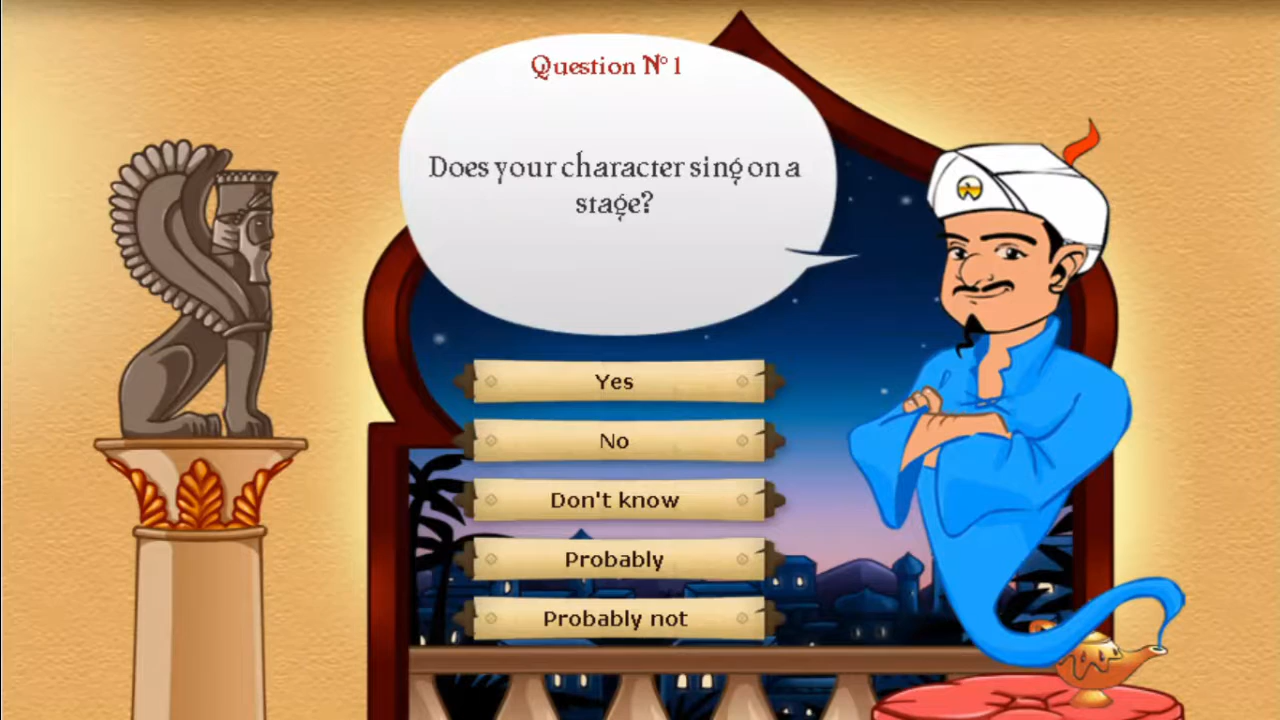 Question N° 1
Does your character sing on a
stage?
Yes
No
Don't know
Probably
Probably not